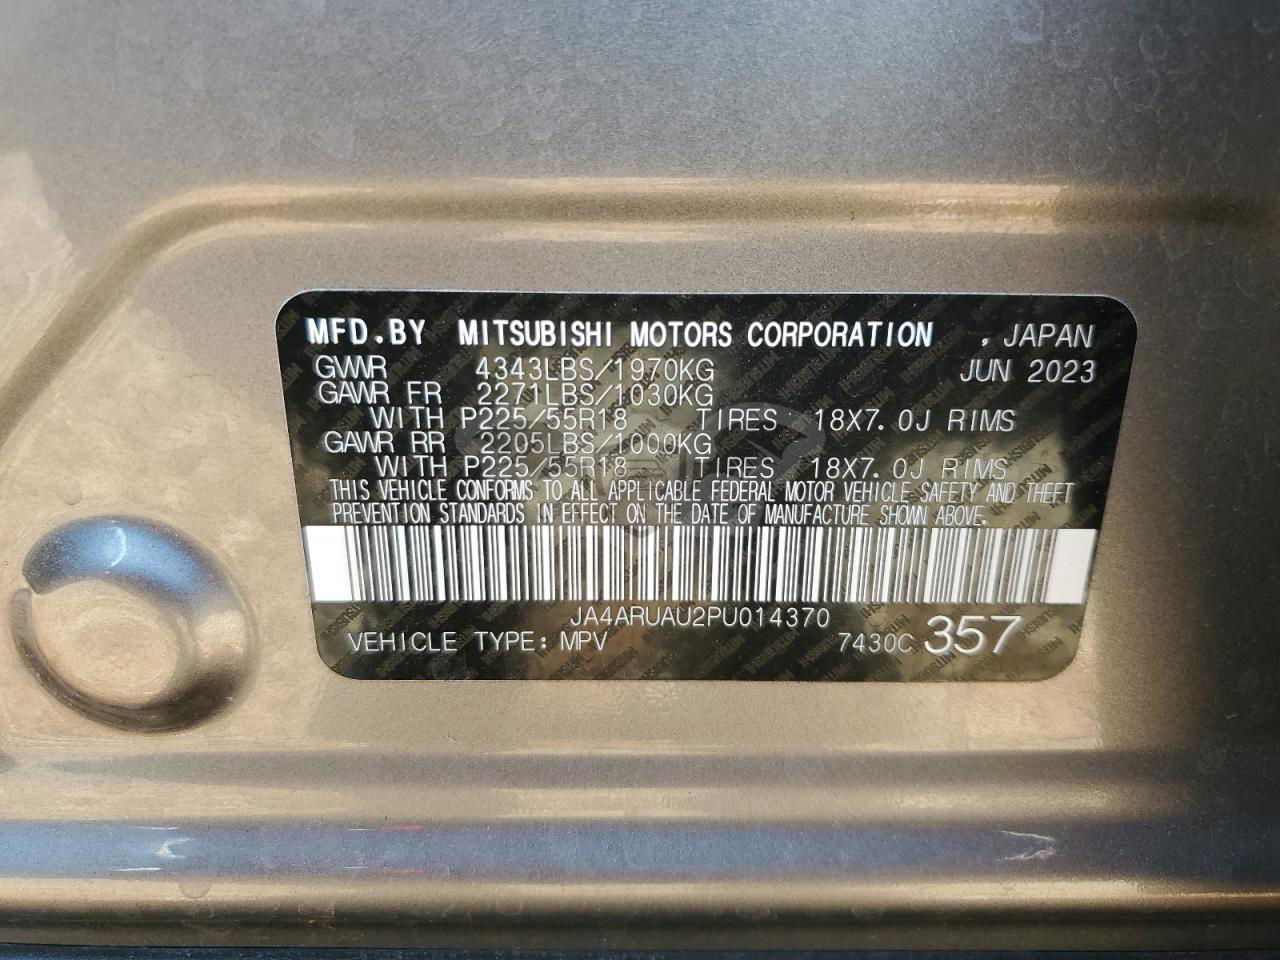 MFD.BY MITSUBISHI MOTORS CORPORATION , JAPAN
GVWR 4343LBS/1970KG JUN 2023
GAWR FR 2271LBS/1030KG
WITH P225/55R18 TIRES 18X7.0J RIMS
GAWR RR 2205LBS/1000KG
WITH P225/55R18 TIRES 18X7.0J RIMS
THIS VEHICLE CONFORMS TO ALL APPLICABLE FEDERAL MOTOR VEHICLE SAFETY AND THEFT
PREVENTION STANDARDS IN EFFECT ON THE DATE OF MANUFACTURE SHOWN ABOVE.
JA4ARUAU2PU014370
VEHICLE TYPE: MPV 7430C 357